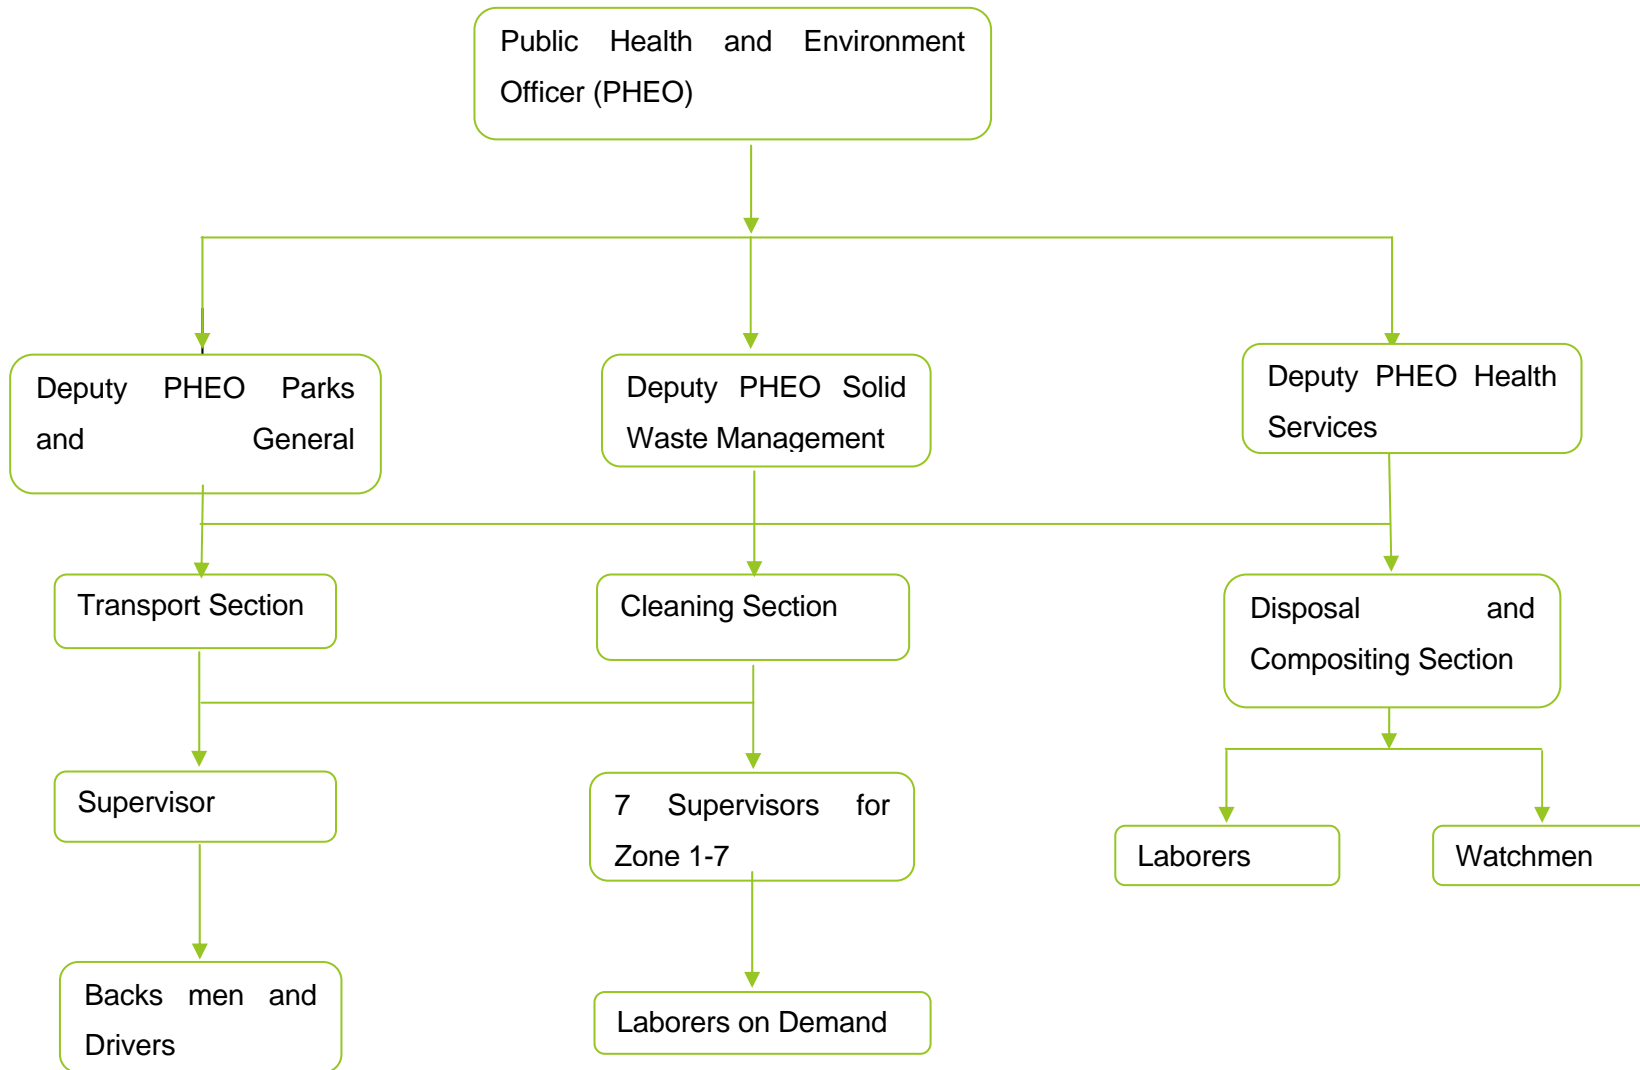 Public Health and Environment
Officer (PHEO)
Deputy PHEO Parks
and General
Deputy PHEO Solid
Waste Management
Deputy PHEO Health
Services
Transport Section
Cleaning Section
Disposal and
Compositing Section
Supervisor
7 Supervisors for
Zone 1-7
Laborers
Watchmen
Backs men and
Drivers
Laborers on Demand